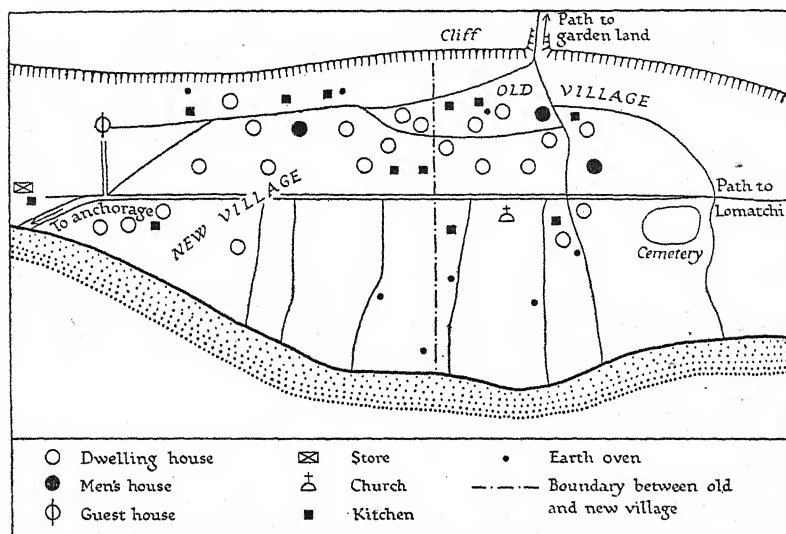 Cliff
Path to
garden land
OLD VILLAGE
NEW VILLAGE
To anchorage
Path to
Lomatchi
Cemetery
Dwelling house
Men's house
Guest house
Store
Church
Kitchen
Earth oven
Boundary between old
and new village